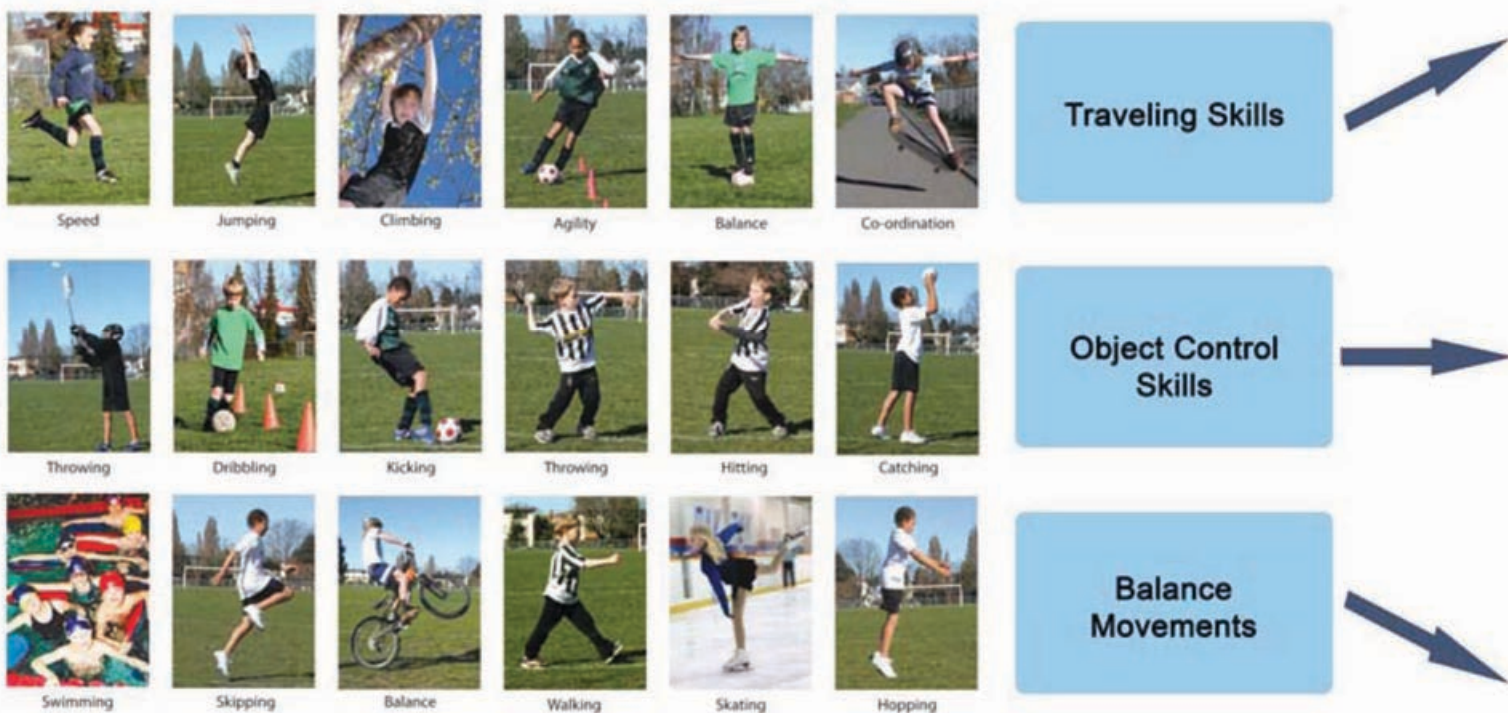 Speed Jumping Climbing Agility Balance Co-ordination
Traveling Skills
Throwing Dribbling Kicking Throwing Hitting Catching
Object Control
Skills
Swimming Skipping Balance Walking Skating Hopping
Balance
Movements